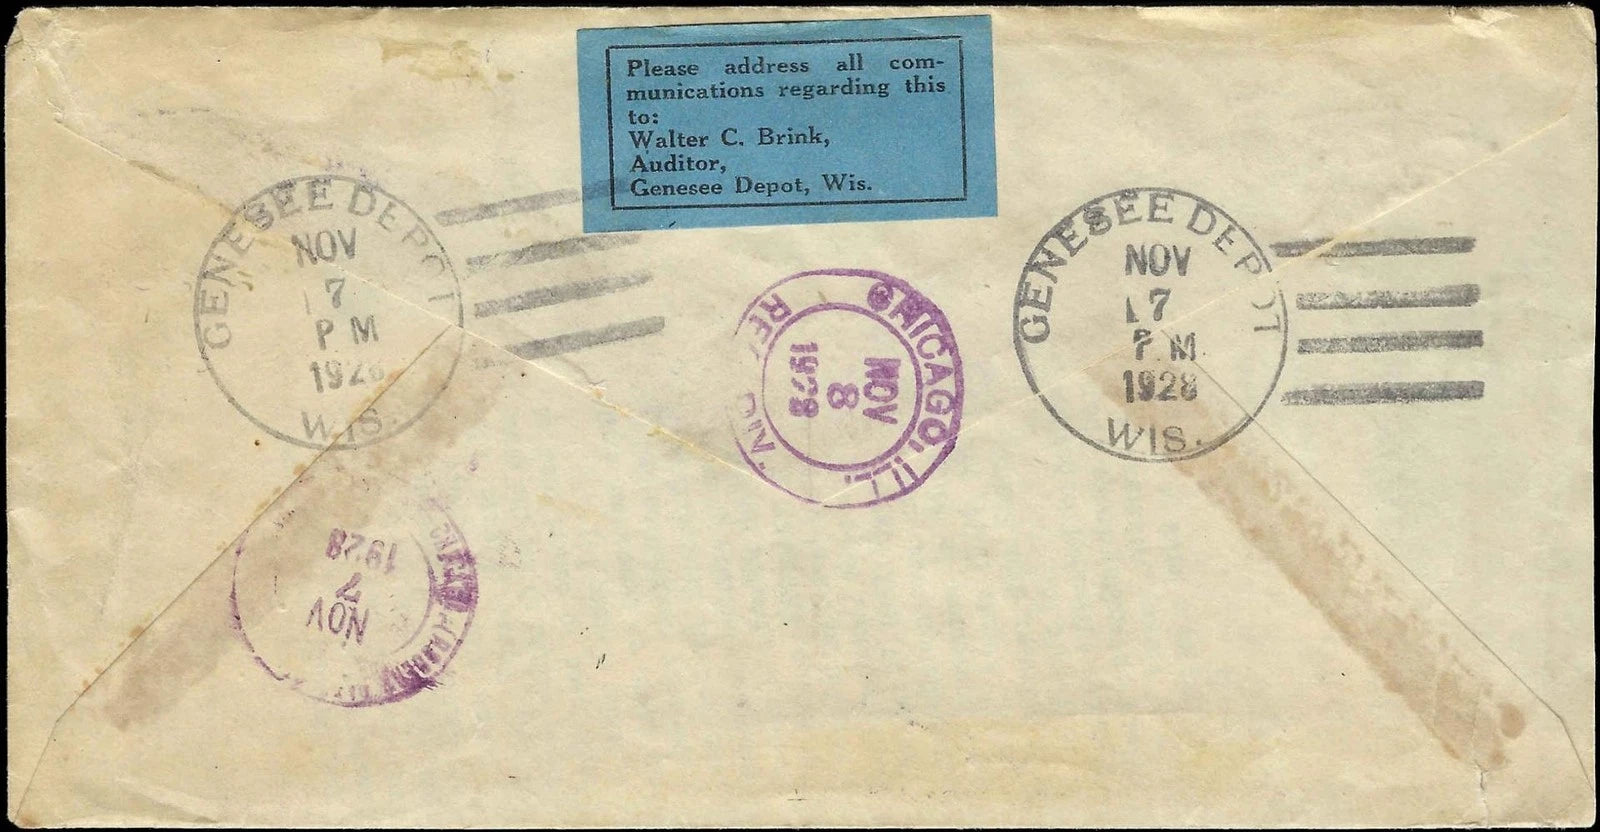 Please address all com-
munications regarding this
to:
Walter C. Brink,
Auditor,
Genesee Depot, Wis.
GENESEE DEPOT
NOV
7
PM
1928
WIS.
CHICAGO, ILL.
NOV
8
1928
GENESEE DEPOT
NOV
7
P.M.
1928
WIS.
NOV
7
1928